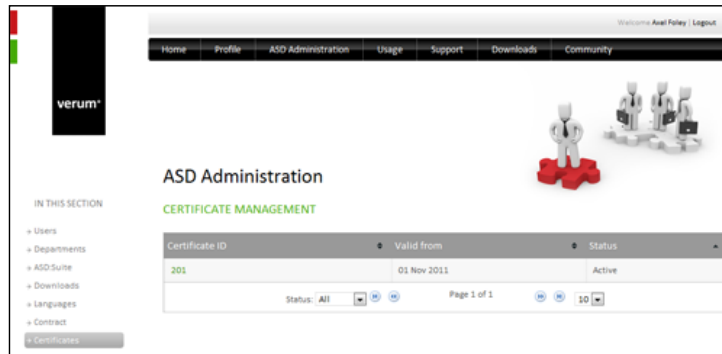 Welcome Axel Foley | Logout
Home Profile ASD Administration Usage Support Downloads Community
verum
ASD Administration
IN THIS SECTION
CERTIFICATE MANAGEMENT
Users
Departments
ASD:Suite
Downloads
Languages
Contract
Certificates
Certificate ID Valid from Status
201 01 Nov 2011 Active
Status: All Page 1 of 1 10